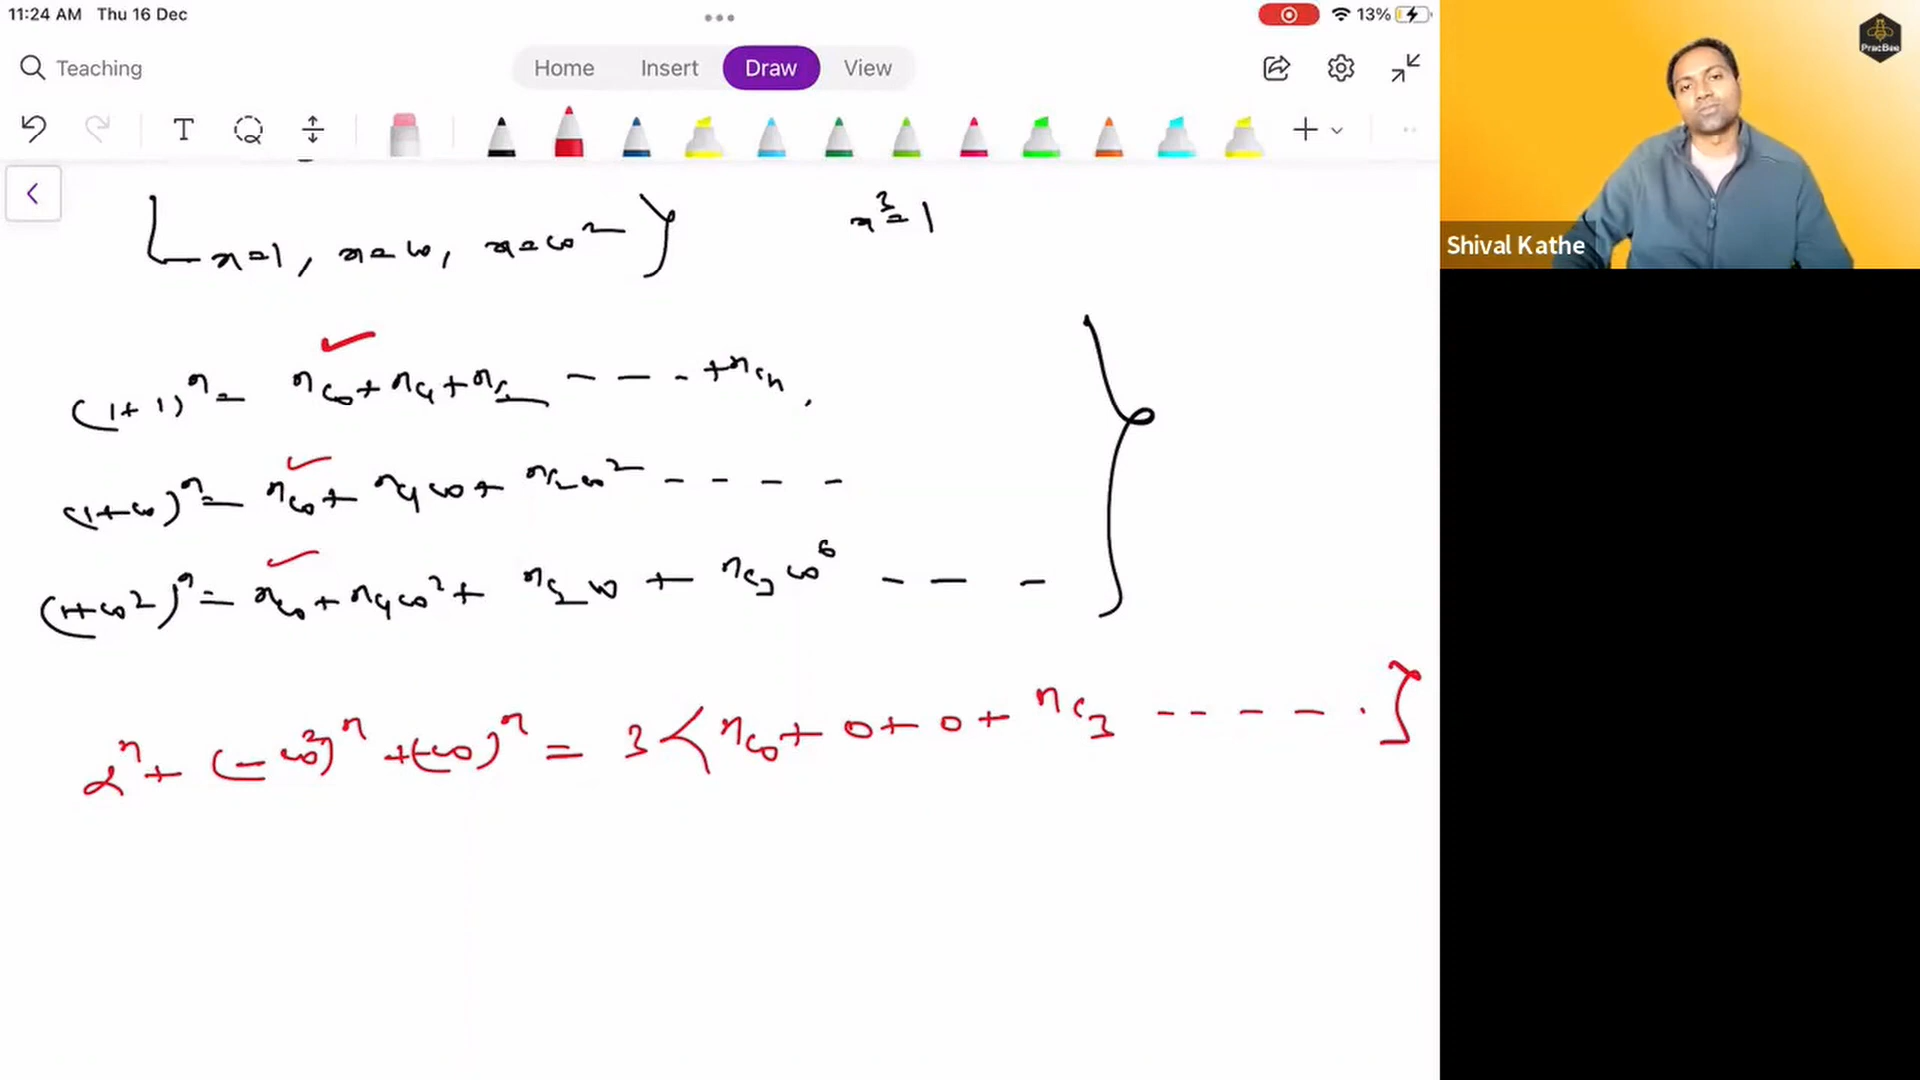 11:24 AM Thu 16 Dec
13%
PracBee
Teaching
Home Insert Draw View
T
Shival Kathe
x=1, x=ω, x=ω² x³=1
(1+1)ⁿ = ⁿC₀ + ⁿC₁ + ⁿC₂ - - - - + ⁿCₙ.
(1+ω)ⁿ = ⁿC₀ + ⁿC₁ω + ⁿC₂ω² - - - -
(1+ω2)ⁿ = ⁿC₀ + ⁿC₁ω² + ⁿC₂ω + ⁿC₃ω⁶ - - -
2ⁿ + (-ω²)ⁿ + (-ω)ⁿ = 3 < ⁿC₀ + 0 + 0 + ⁿC₃ - - - - - . ]